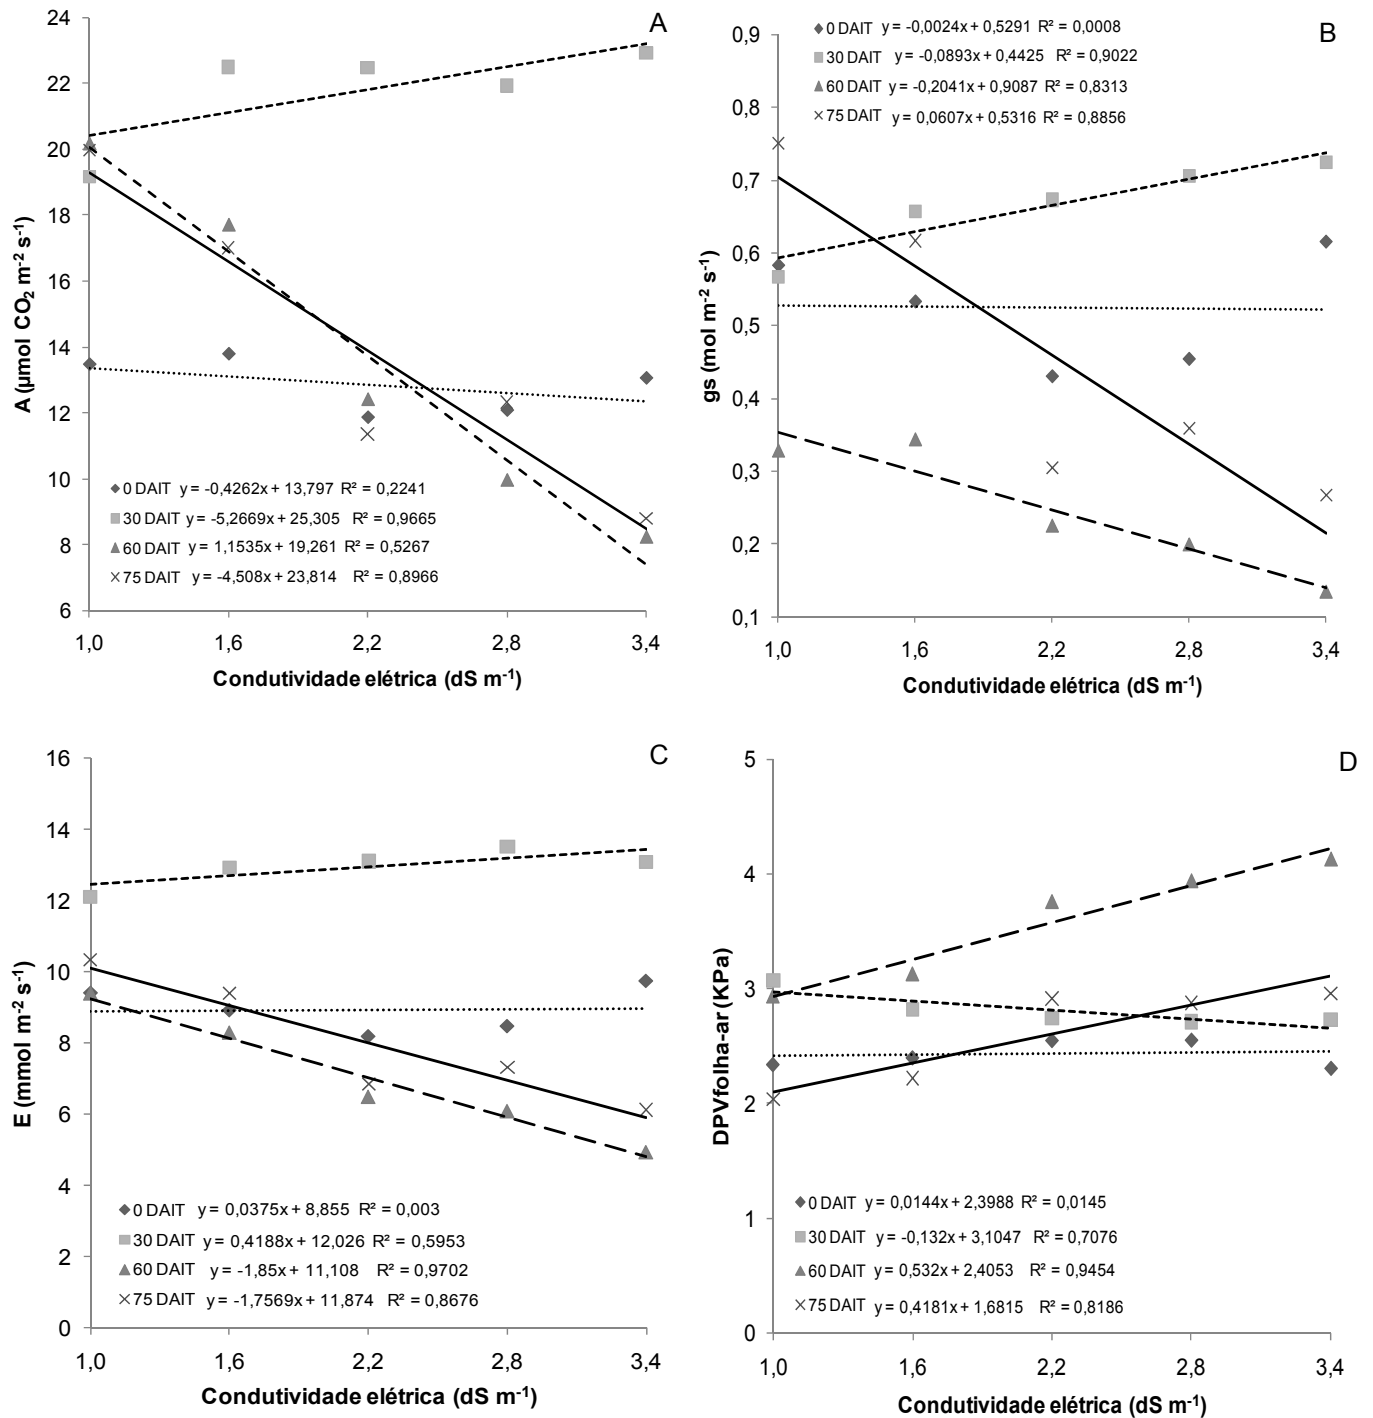 A
24
22
20
18
16
14
12
10
8
6
A (µmol CO₂ m⁻² s⁻¹)
0 DAIT y = -0,4262x + 13,797 R² = 0,2241
30 DAIT y = -5,2669x + 25,305 R² = 0,9665
60 DAIT y = 1,1535x + 19,261 R² = 0,5267
75 DAIT y = -4,508x + 23,814 R² = 0,8966
1,0 1,6 2,2 2,8 3,4
Condutividade elétrica (dS m⁻¹)
B
0 DAIT y = -0,0024x + 0,5291 R² = 0,0008
30 DAIT y = -0,0893x + 0,4425 R² = 0,9022
60 DAIT y = -0,2041x + 0,9087 R² = 0,8313
75 DAIT y = 0,0607x + 0,5316 R² = 0,8856
0,9
0,8
0,7
0,6
0,5
0,4
0,3
0,2
0,1
gs (mol m⁻² s⁻¹)
1,0 1,6 2,2 2,8 3,4
Condutividade elétrica (dS m⁻¹)
C
16
14
12
10
8
6
4
2
0
E (mmol m⁻² s⁻¹)
0 DAIT y = 0,0375x + 8,855 R² = 0,003
30 DAIT y = 0,4188x + 12,026 R² = 0,5953
60 DAIT y = -1,85x + 11,108 R² = 0,9702
75 DAIT y = -1,7569x + 11,874 R² = 0,8676
1,0 1,6 2,2 2,8 3,4
Condutividade elétrica (dS m⁻¹)
D
5
4
3
2
1
0
DPVfolha-ar (KPa)
0 DAIT y = 0,0144x + 2,3988 R² = 0,0145
30 DAIT y = -0,132x + 3,1047 R² = 0,7076
60 DAIT y = 0,532x + 2,4053 R² = 0,9454
75 DAIT y = 0,4181x + 1,6815 R² = 0,8186
1,0 1,6 2,2 2,8 3,4
Condutividade elétrica (dS m⁻¹)